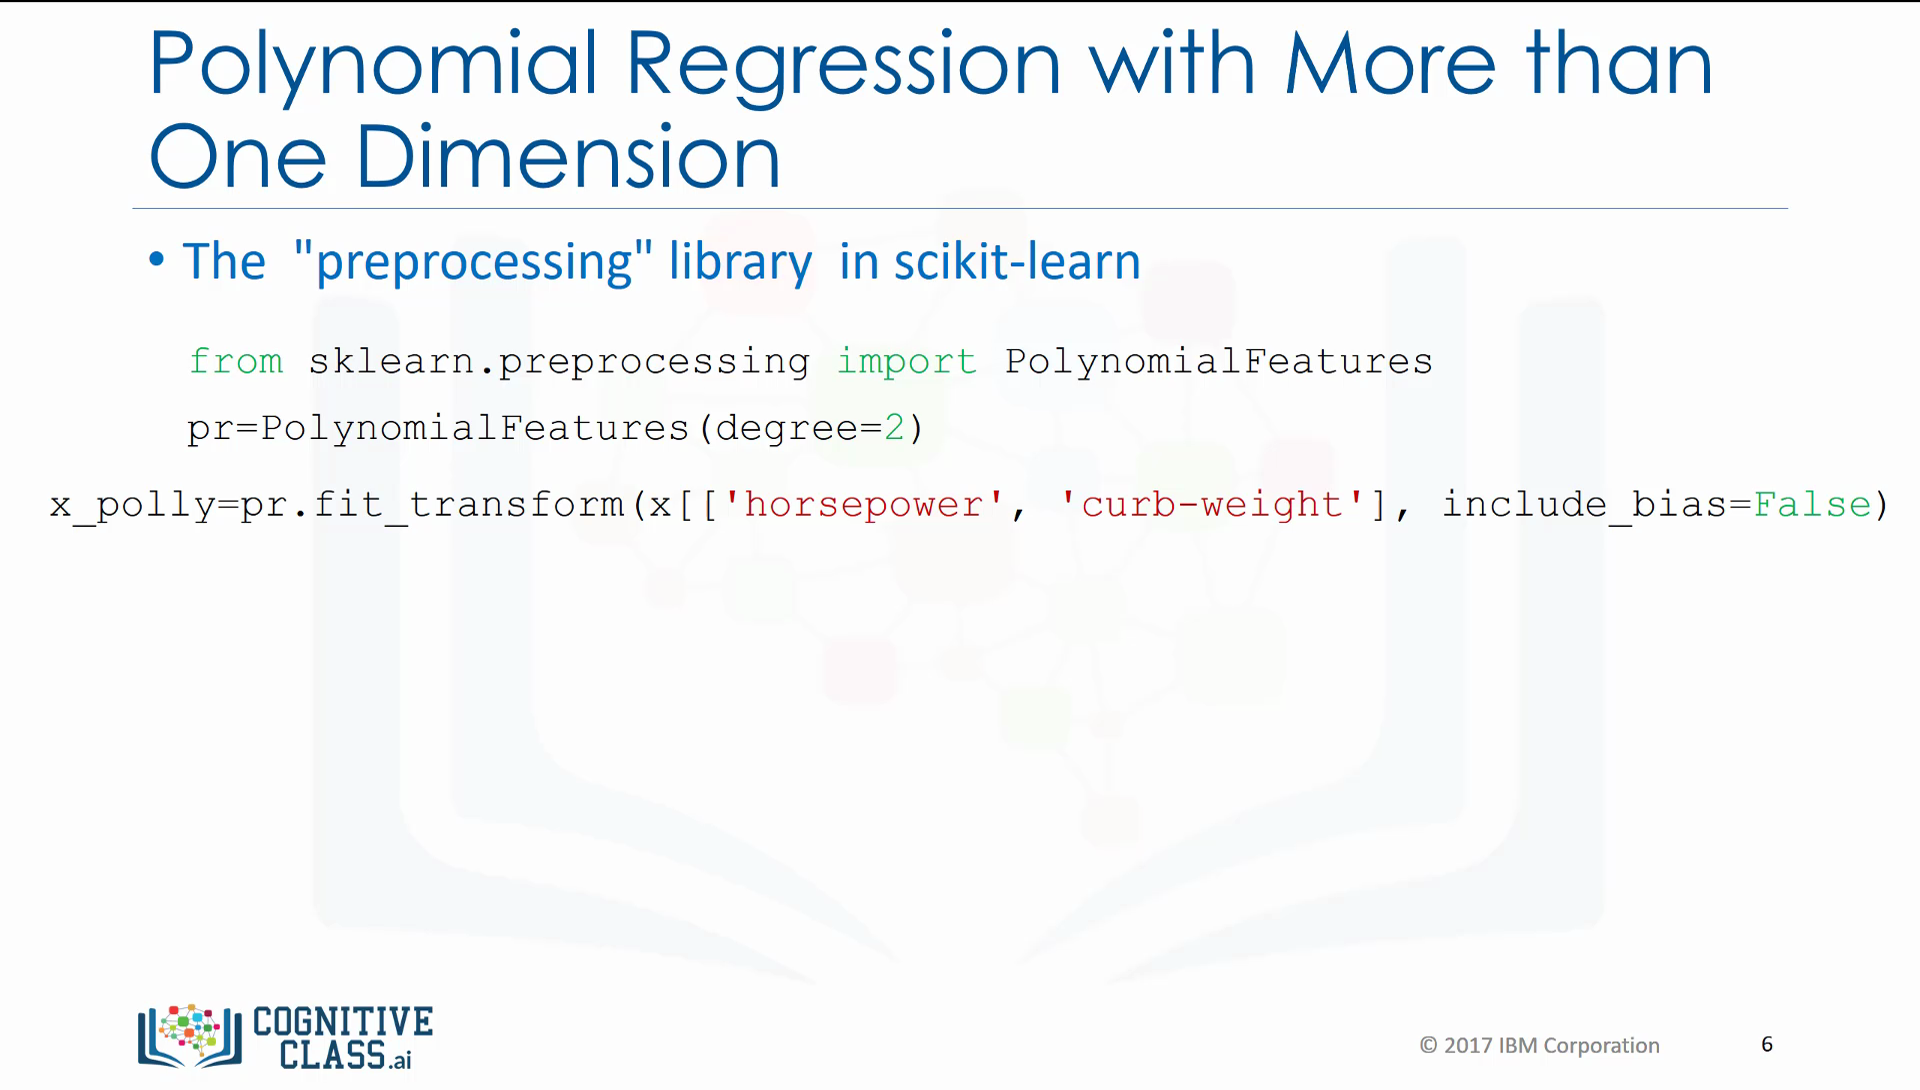 Polynomial Regression with More than
One Dimension
• The "preprocessing" library in scikit-learn
from sklearn.preprocessing import PolynomialFeatures
pr=PolynomialFeatures(degree=2)
x_polly=pr.fit_transform(x[['horsepower', 'curb-weight'], include_bias=False)
COGNITIVE
CLASS.ai
© 2017 IBM Corporation 6